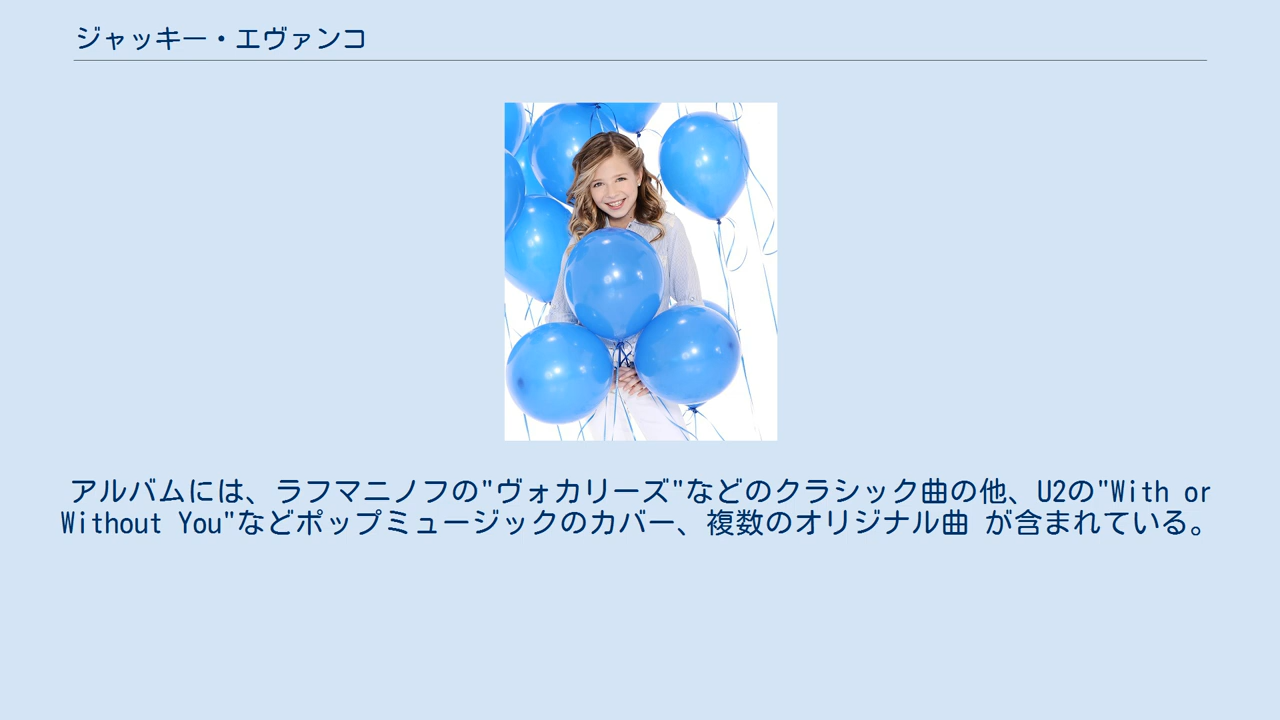 ジャッキー・エヴァンコ
アルバムには、ラフマニノフの"ヴォカリーズ"などのクラシック曲の他、U2の"With or
Without You"などポップミュージックのカバー、複数のオリジナル曲 が含まれている。